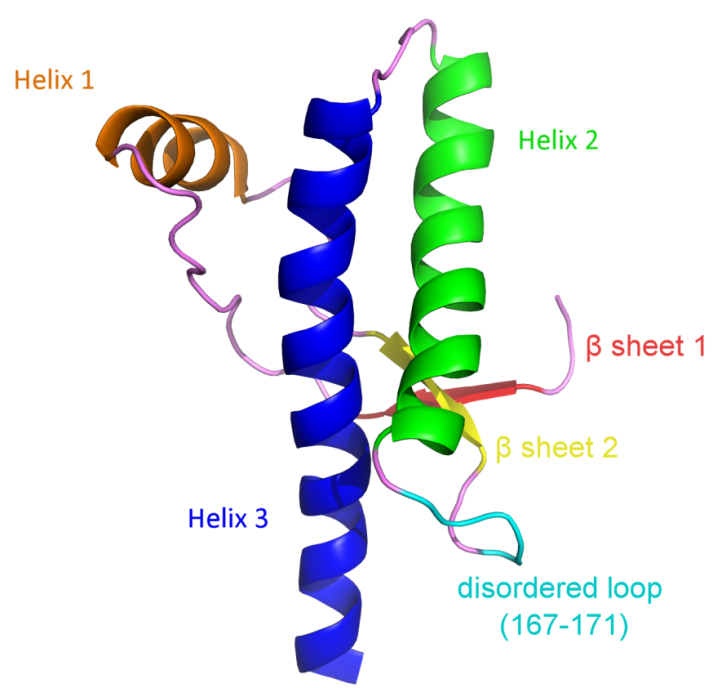 Helix 1
Helix 2
β sheet 1
β sheet 2
Helix 3
disordered loop
(167-171)